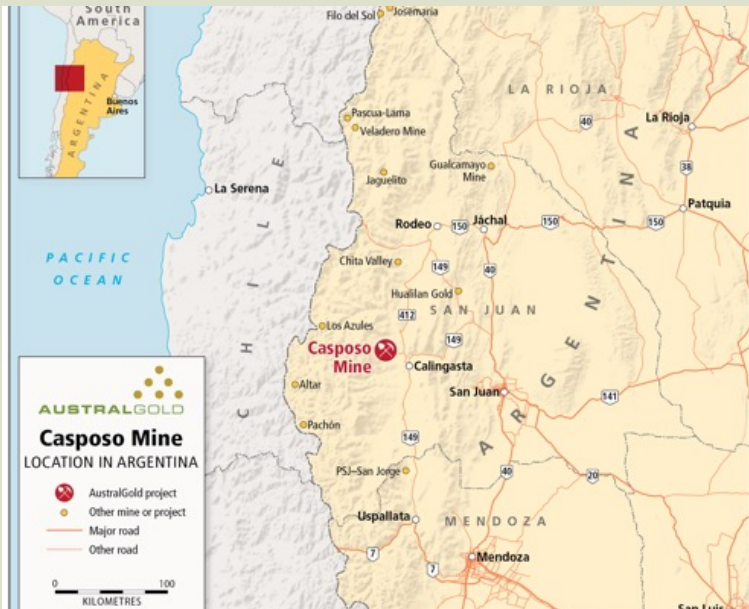 South
America
ARGENTINA
Buenos
Aires
Filo del Sol
Josemaria
LA RIOJA
Pascua-Lama
Veladero Mine
40
La Rioja
Gualcamayo
Mine
Jaguelito
38
La Serena
Patquia
Rodeo
150
Jáchal
150
150
PACIFIC
OCEAN
Chita Valley
149
40
Hualilan Gold
412
SAN JUAN
CHILE
ARGENTINA
Los Azules
149
Casposo
Mine
Calingasta
Altar
San Juan
141
Pachón
149
PSJ–San Jorge
40
20
Uspallata
MENDOZA
7
7
Mendoza
San Luis
AUSTRALGOLD
Casposo Mine
LOCATION IN ARGENTINA
AustralGold project
Other mine or project
Major road
Other road
0 100
KILOMETRES